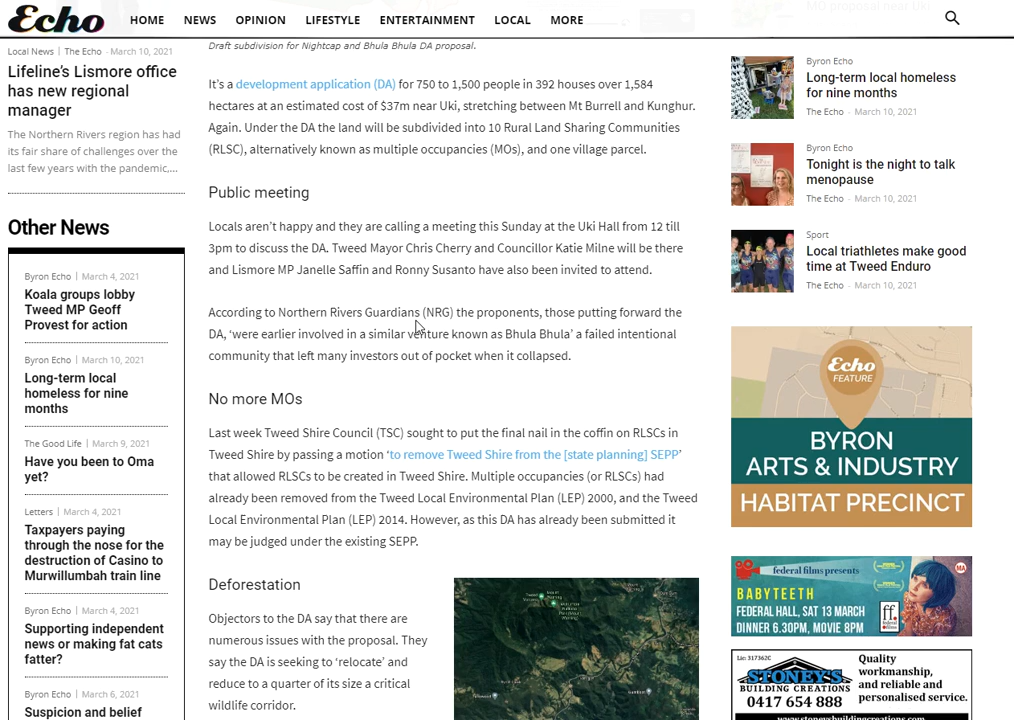 Echo
HOME NEWS OPINION LIFESTYLE ENTERTAINMENT LOCAL MORE
Local News | The Echo - March 10, 2021
Lifeline's Lismore office
has new regional
manager
The Northern Rivers region has had
its fair share of challenges over the
last few years with the pandemic,...
Other News
Byron Echo | March 4, 2021
Koala groups lobby
Tweed MP Geoff
Provest for action
Byron Echo | March 10, 2021
Long-term local
homeless for nine
months
The Good Life | March 9, 2021
Have you been to Oma
yet?
Letters | March 4, 2021
Taxpayers paying
through the nose for the
destruction of Casino to
Murwillumbah train line
Byron Echo | March 4, 2021
Supporting independent
news or making fat cats
fatter?
Byron Echo | March 6, 2021
Suspicion and belief
Draft subdivision for Nightcap and Bhula Bhula DA proposal.
It's a development application (DA) for 750 to 1,500 people in 392 houses over 1,584
hectares at an estimated cost of $37m near Uki, stretching between Mt Burrell and Kunghur.
Again. Under the DA the land will be subdivided into 10 Rural Land Sharing Communities
(RLSC), alternatively known as multiple occupancies (MOs), and one village parcel.
Public meeting
Locals aren't happy and they are calling a meeting this Sunday at the Uki Hall from 12 till
3pm to discuss the DA. Tweed Mayor Chris Cherry and Councillor Katie Milne will be there
and Lismore MP Janelle Saffin and Ronny Susanto have also been invited to attend.
According to Northern Rivers Guardians (NRG) the proponents, those putting forward the
DA, 'were earlier involved in a similar venture known as Bhula Bhula' a failed intentional
community that left many investors out of pocket when it collapsed.
No more MOs
Last week Tweed Shire Council (TSC) sought to put the final nail in the coffin on RLSCs in
Tweed Shire by passing a motion 'to remove Tweed Shire from the [state planning] SEPP'
that allowed RLSCs to be created in Tweed Shire. Multiple occupancies (or RLSCs) had
already been removed from the Tweed Local Environmental Plan (LEP) 2000, and the Tweed
Local Environmental Plan (LEP) 2014. However, as this DA has already been submitted it
may be judged under the existing SEPP.
Deforestation
Objectors to the DA say that there are
numerous issues with the proposal. They
say the DA is seeking to 'relocate' and
reduce to a quarter of its size a critical
wildlife corridor.
MO proposal near Uki
Byron Echo
Long-term local homeless
for nine months
The Echo - March 10, 2021
Byron Echo
Tonight is the night to talk
menopause
The Echo - March 10, 2021
Sport
Local triathletes make good
time at Tweed Enduro
The Echo - March 10, 2021
Echo
FEATURE
BYRON
ARTS & INDUSTRY
HABITAT PRECINCT
federal films presents
MA
BABYTEETH
FEDERAL HALL, SAT 13 MARCH
DINNER 6.30PM, MOVIE 8PM
ff.
Lic 317362C
STONEY'S
BUILDING CREATIONS
0417 654 888
Quality
workmanship,
and reliable and
personalised service.
www.stoneysbuildingcreations.com